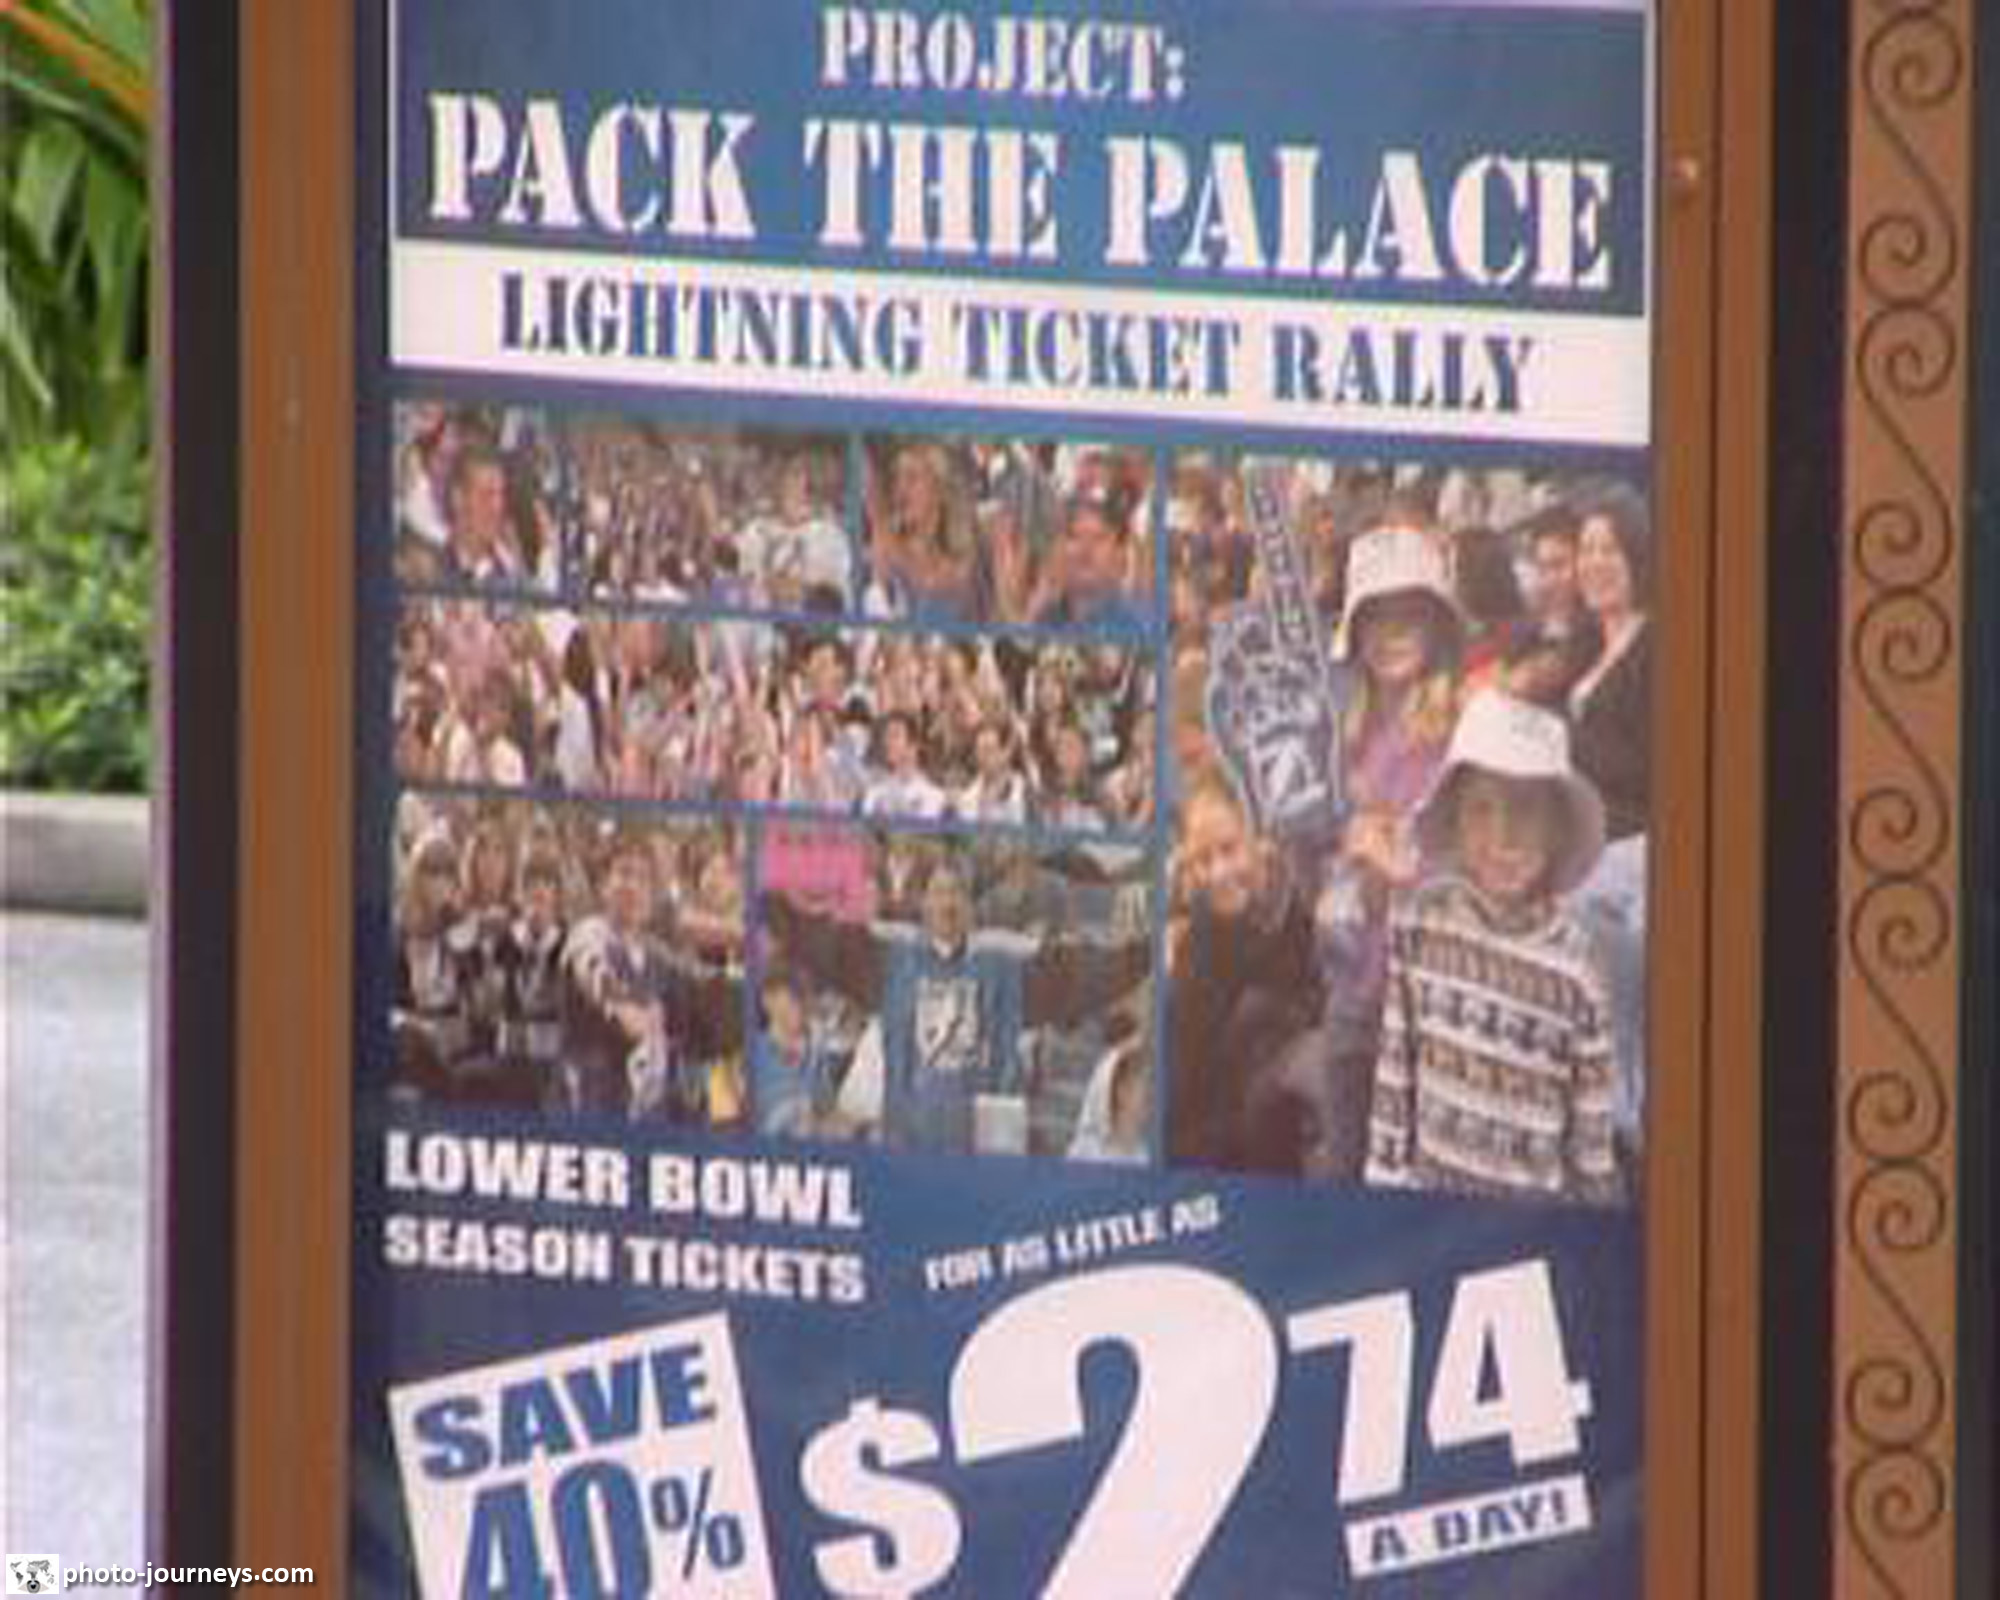 PROJECT:
PACK THE PALACE
LIGHTNING TICKET RALLY
LOWER BOWL
SEASON TICKETS
FOR AS LITTLE AS
SAVE
40%
$2 74
A DAY!
photo-journeys.com